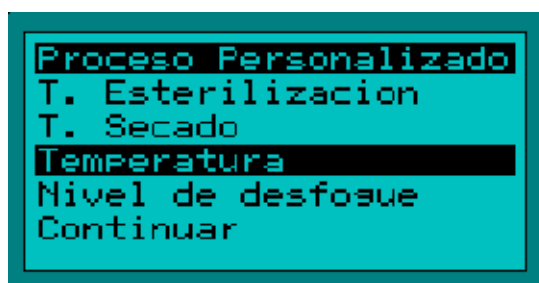 Proceso Personalizado
T. Esterilizacion
T. Secado
Temperatura
Nivel de desfogue
Continuar